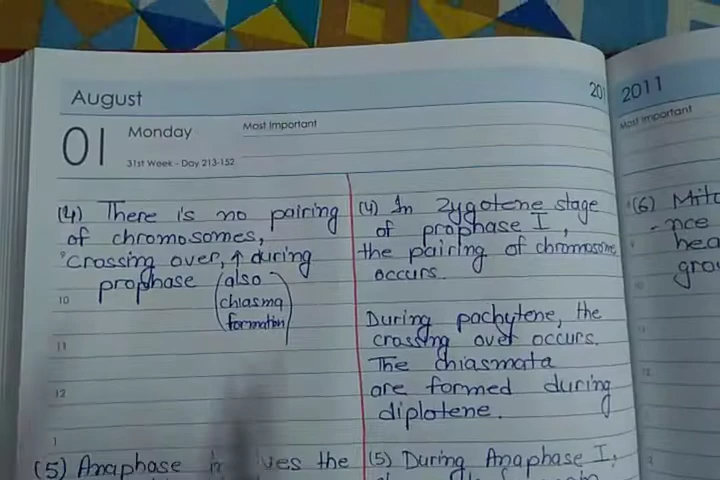 August
01
Monday
31st Week - Day 213-152
Most Important
(4) There is no pairing
of chromosomes,
crossing over, ↑ during
prophase (also
chiasma
formation)
(5) Anaphase the
(4) In zygotene stage
of prophase I,
the pairing of chromosome
occurs.
During pachytene, the
crossing over occurs.
The chiasmata
are formed during
diplotene.
(5) During Anaphase I,
10
11
12
1
2011
Most Important
(6)